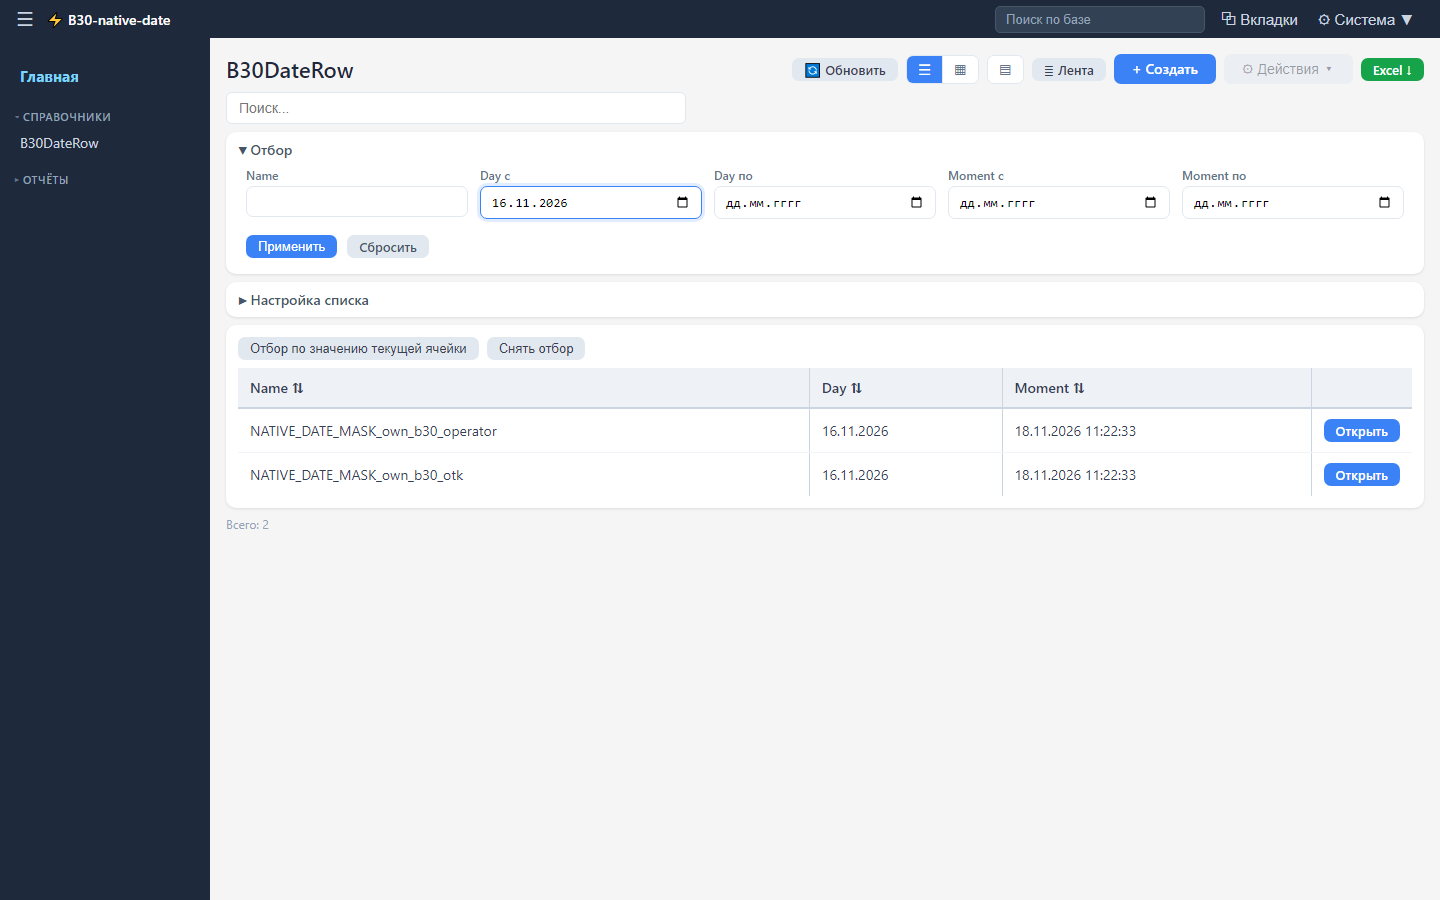 ☰ ⚡ B30-native-date Поиск по базе Вкладки ⚙ Система ▼
Главная
СПРАВОЧНИКИ
B30DateRow
ОТЧЁТЫ
B30DateRow Обновить ☰ ▦ ▤ ≡ Лента + Создать ⚙ Действия ▼ Excel ↓
Поиск...
▼ Отбор
Name Day с Day по Moment с Moment по
16.11.2026 дд.мм.гггг дд.мм.гггг дд.мм.гггг
Применить Сбросить
▶ Настройка списка
Отбор по значению текущей ячейки Снять отбор
Name ⇅ Day ⇅ Moment ⇅
NATIVE_DATE_MASK_own_b30_operator 16.11.2026 18.11.2026 11:22:33 Открыть
NATIVE_DATE_MASK_own_b30_otk 16.11.2026 18.11.2026 11:22:33 Открыть
Всего: 2